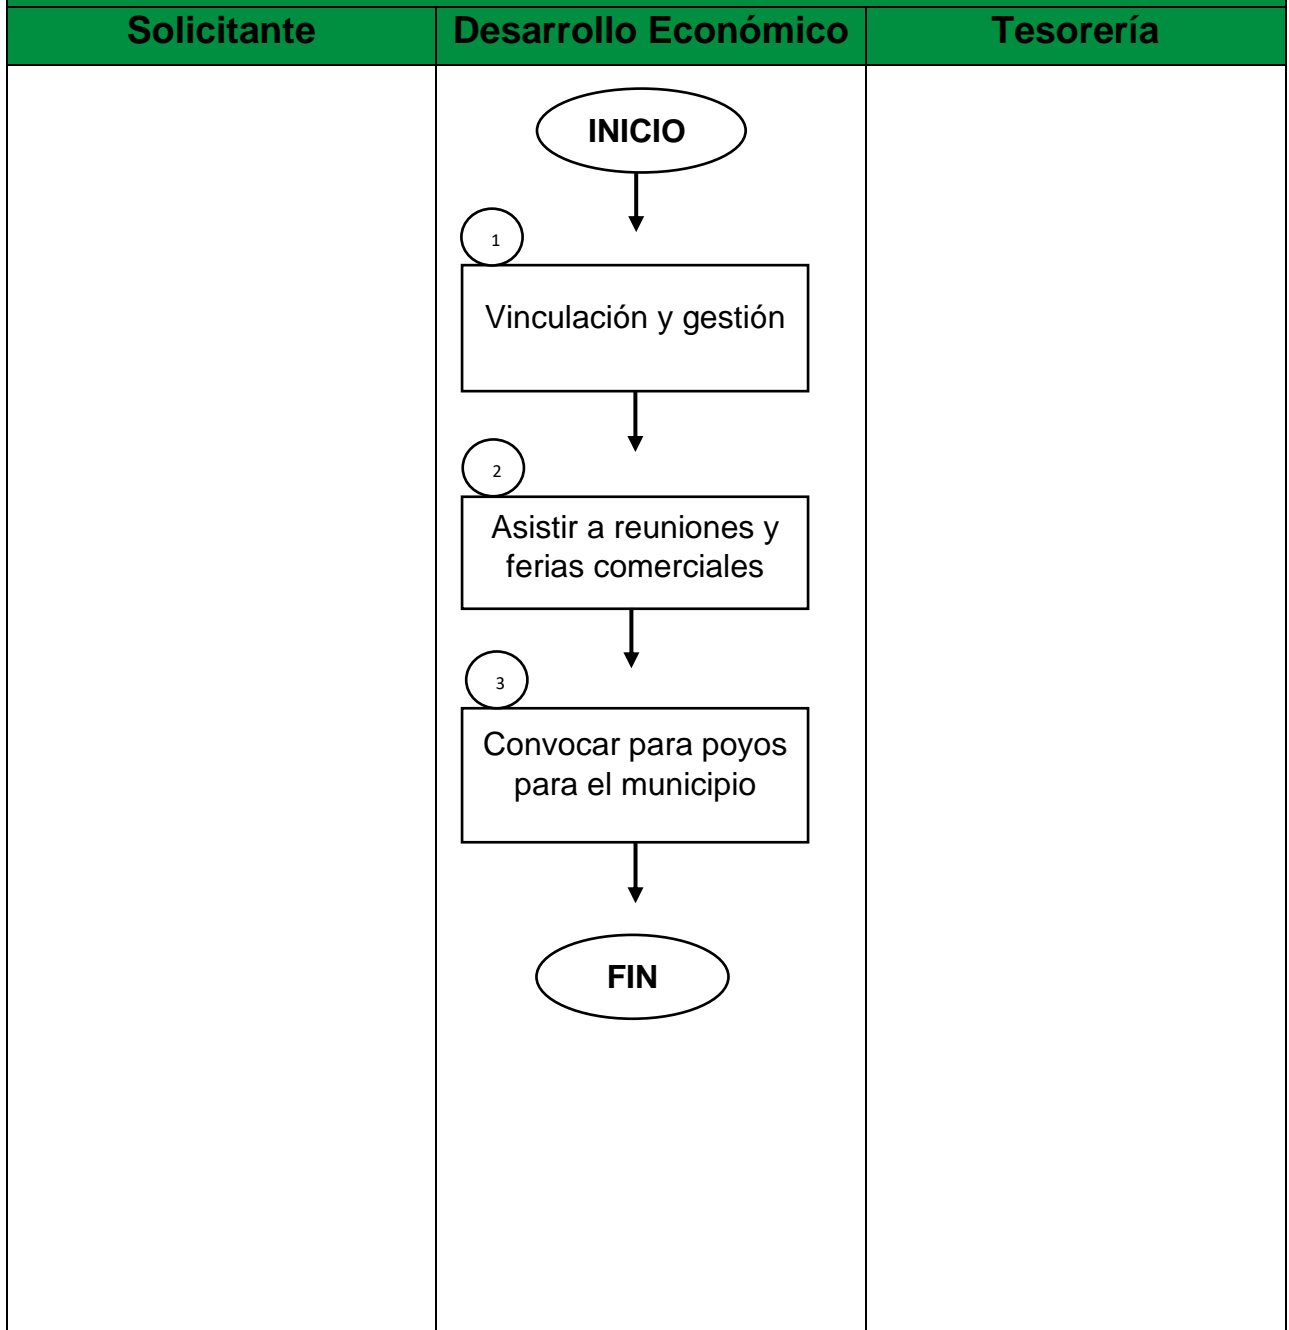 Solicitante
Desarrollo Económico
Tesorería
INICIO
1
Vinculación y gestión
2
Asistir a reuniones y
ferias comerciales
3
Convocar para poyos
para el municipio
FIN